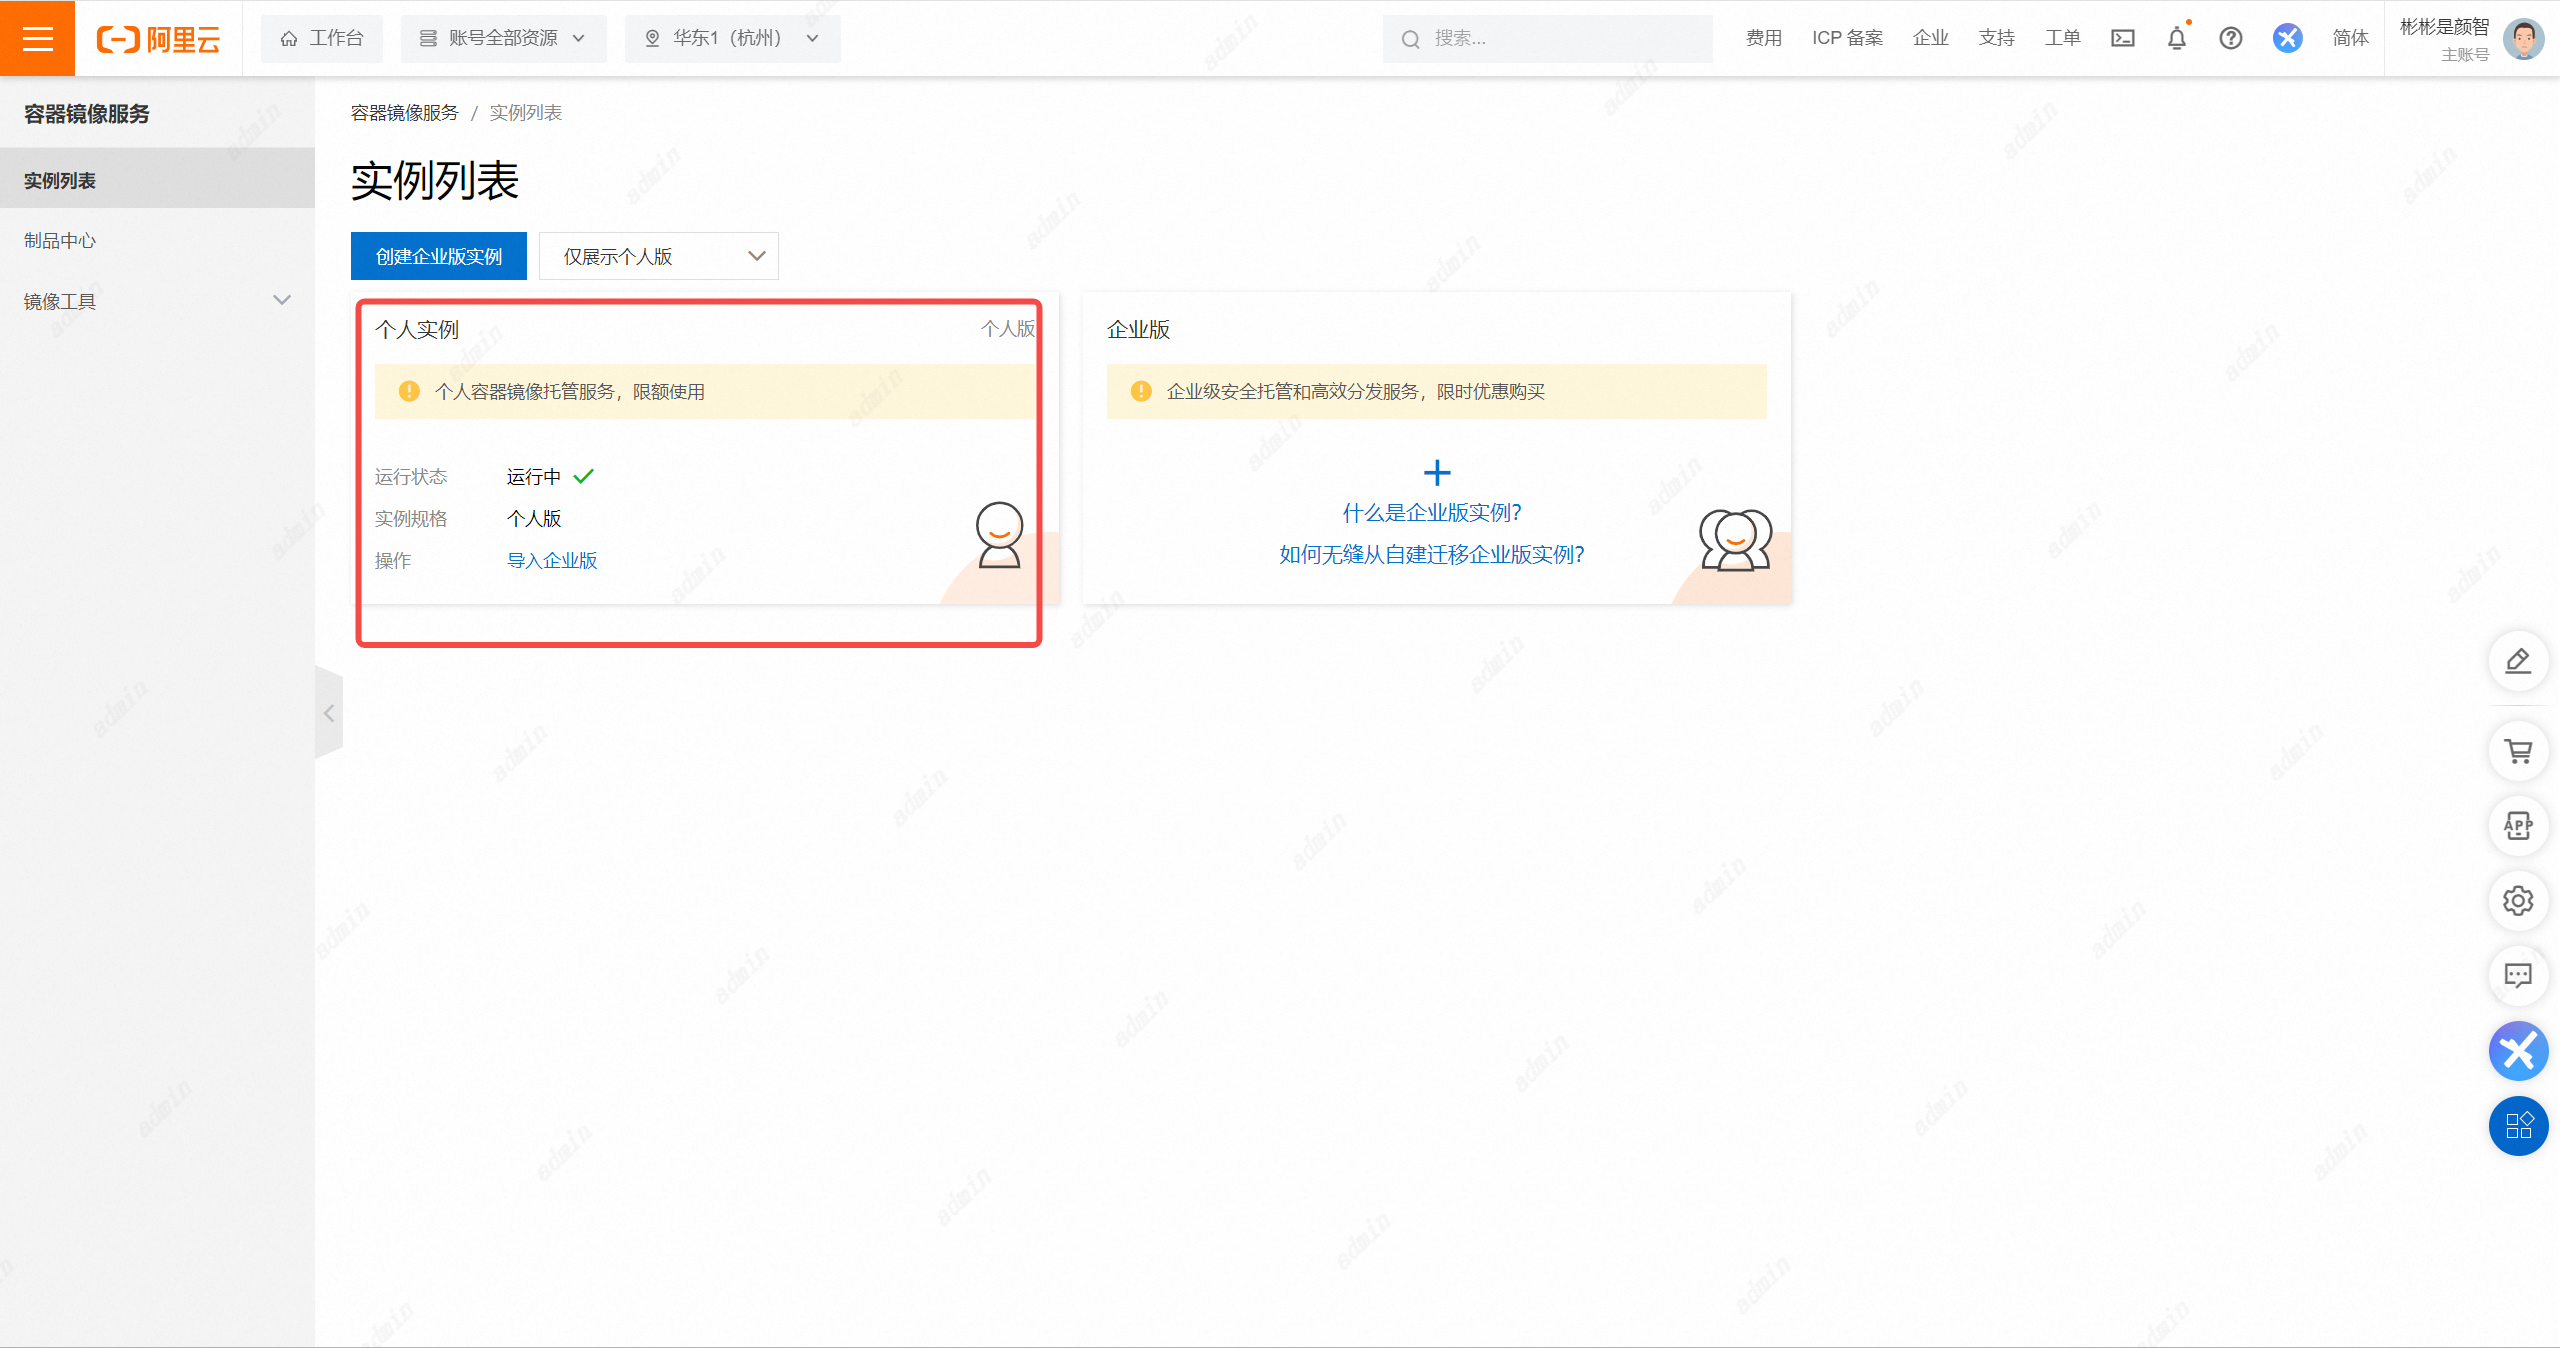 阿里云
工作台
账号全部资源
华东1（杭州）
搜索...
费用
ICP 备案
企业
支持
工单
简体
彬彬是颜智
主账号
容器镜像服务
实例列表
制品中心
镜像工具
容器镜像服务 / 实例列表
实例列表
创建企业版实例
仅展示个人版
个人实例
个人版
个人容器镜像托管服务，限额使用
运行状态 运行中
实例规格 个人版
操作 导入企业版
企业版
企业级安全托管和高效分发服务，限时优惠购买
什么是企业版实例?
如何无缝从自建迁移企业版实例?
APP
admin